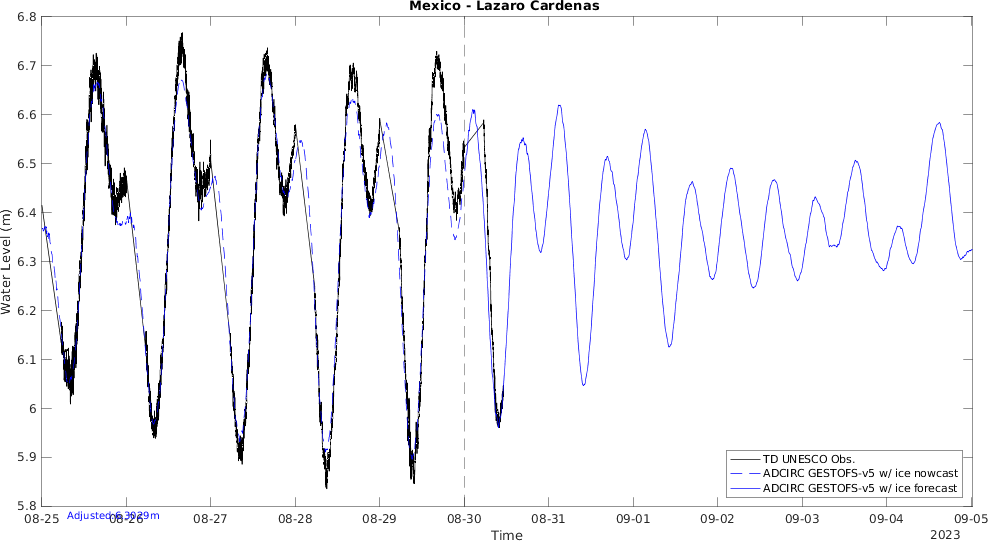 Mexico - Lazaro Cardenas
6.8
6.7
6.6
6.5
6.4
6.3
6.2
6.1
6
5.9
5.8
Water Level (m)
TD UNESCO Obs.
ADCIRC GESTOFS-v5 w/ ice nowcast
ADCIRC GESTOFS-v5 w/ ice forecast
08-25 08-26 08-27 08-28 08-29 08-30 08-31 09-01 09-02 09-03 09-04 09-05
Adjusted 6.3029m
Time
2023